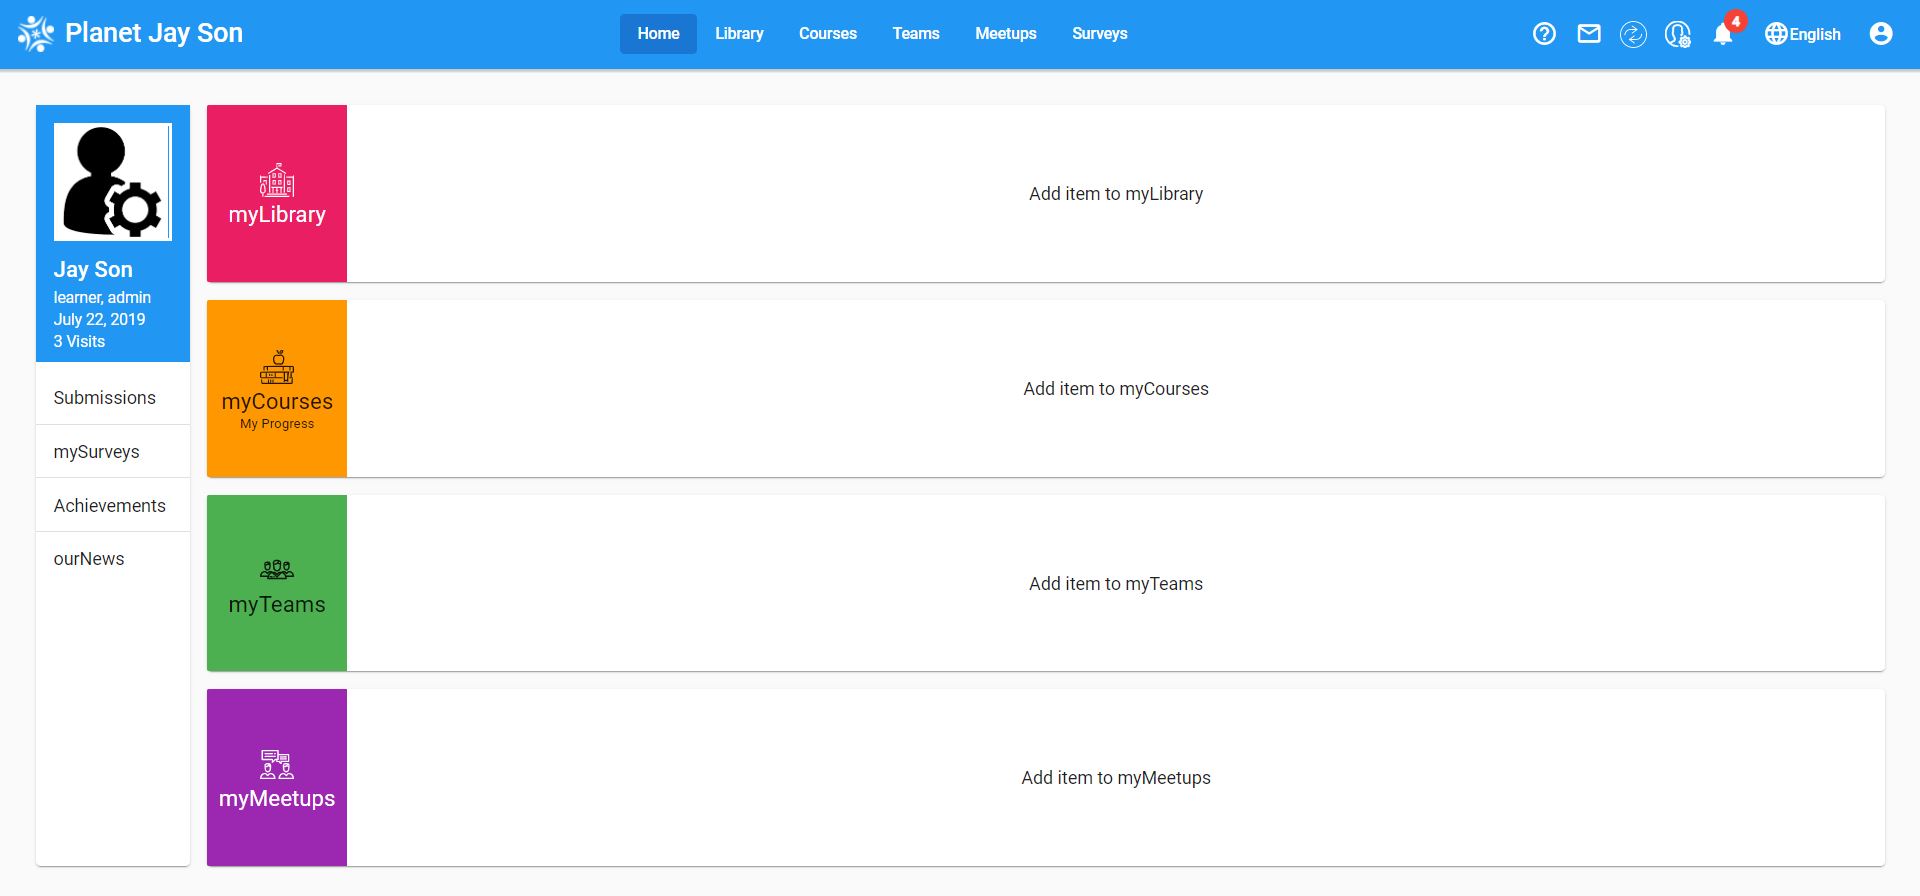 Planet Jay Son
Home Library Courses Teams Meetups Surveys
4
English
Jay Son
learner, admin
July 22, 2019
3 Visits
Submissions
mySurveys
Achievements
ourNews
myLibrary
Add item to myLibrary
myCourses
My Progress
Add item to myCourses
myTeams
Add item to myTeams
myMeetups
Add item to myMeetups